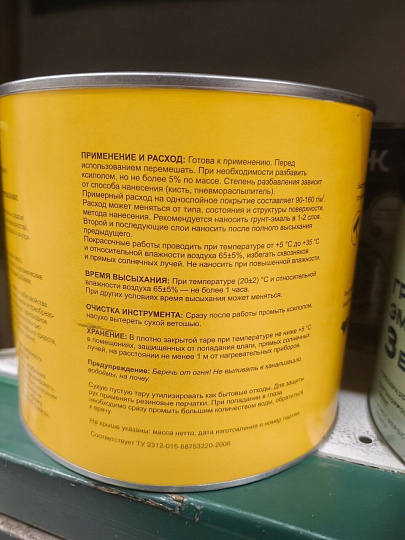 ПРИМЕНЕНИЕ И РАСХОД: Готова к применению. Перед
использованием перемешать. При необходимости разбавить
ксилолом, но не более 5% по массе. Степень разбавления зависит
от способа нанесения (кисть, пневмораспылитель).
Примерный расход на однослойное покрытие составляет 90-160 г/м².
Расход может меняться от типа, состояния и структуры поверхности,
метода нанесения. Рекомендуется наносить грунт-эмаль в 1-2 слоя.
Второй и последующие слои наносить после полного высыхания
предыдущего.
Покрасочные работы проводить при температуре от +5 °С до +35 °С
и относительной влажности воздуха 65±5%, избегать сквозняков
и прямых солнечных лучей. Не наносить при повышенной влажности.
ВРЕМЯ ВЫСЫХАНИЯ: При температуре (20±2) °С и относительной
влажности воздуха 65±5% — не более 1 часа.
При других условиях время высыхания может меняться.
ОЧИСТКА ИНСТРУМЕНТА: Сразу после работы промыть ксилолом,
насухо вытереть сухой ветошью.
ХРАНЕНИЕ: В плотно закрытой таре при температуре не ниже +5 °С
в помещениях, защищенных от попадания влаги, прямых солнечных
лучей, на расстоянии не менее 1 м от нагревательных приборов.
Предупреждение: Беречь от огня! Не выливать в канализацию,
водоёмы, на почву.
Сухую пустую тару утилизировать как бытовые отходы. Для защиты
рук применять резиновые перчатки. При попадании в глаза
необходимо сразу промыть большим количеством воды, обратиться
к врачу.
На крышке указаны: масса нетто, дата изготовления и номер партии.
Соответствует ТУ 2312-015-88753220-2006
Ж
ГР
ЭМ
3 В